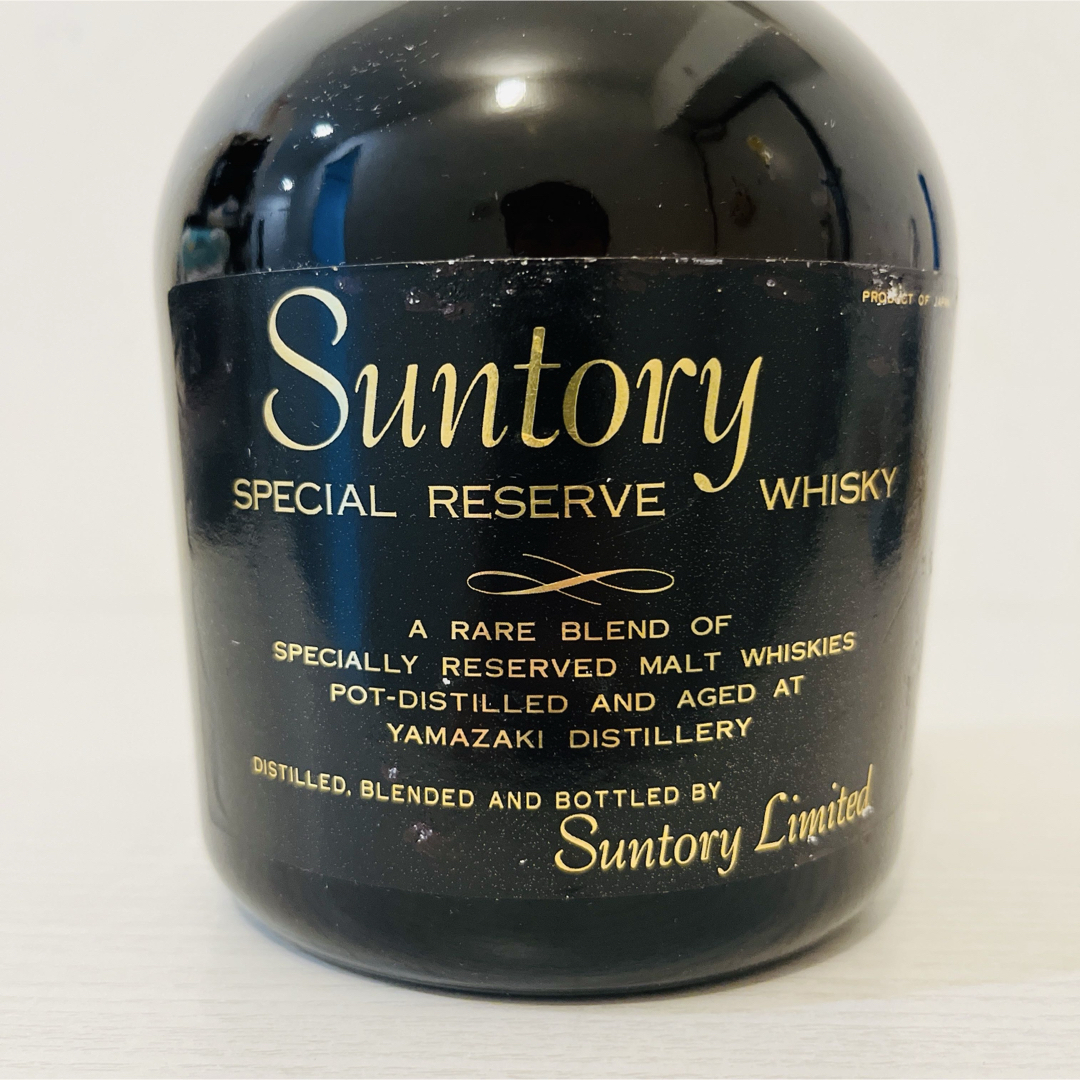 PRODUCT OF JAPAN
Suntory
SPECIAL RESERVE WHISKY
A RARE BLEND OF
SPECIALLY RESERVED MALT WHISKIES
POT-DISTILLED AND AGED AT
YAMAZAKI DISTILLERY
DISTILLED, BLENDED AND BOTTLED BY
Suntory Limited